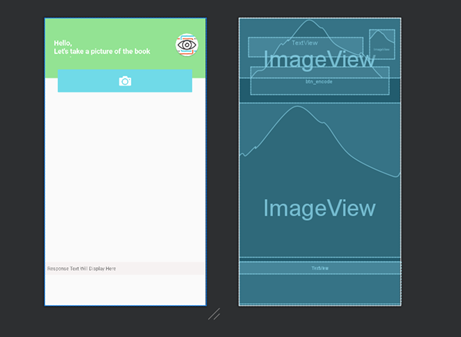 Hello,
Let's take a picture of the book
Response Text Will Display Here
TextView
ImageView
ImageView
btn_encode
ImageView
TextView